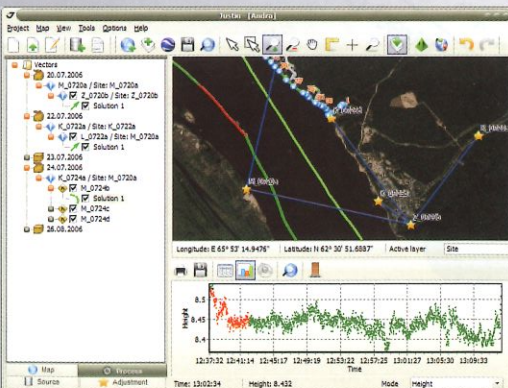 Justin - [Andra]
Project Map View Tools Options Help
Vectors
20.07.2006
M_0720a / Site: M_0720a
Z_0720b / Site: Z_0720b
Solution 1
22.07.2006
K_0722a / Site: K_0722a
L_0722a / Site: M_0720a
Solution 1
23.07.2006
24.07.2006
K_0724a / Site: M_0720a
M_0724b
Solution 1
M_0724c
M_0724d
26.08.2006
Map
Process
Source
Adjustment
Longitude: E 65° 53' 14.9476" Latitude: N 62° 30' 51.6887" Active layer Site
Height
8.5
8.45
8.4
12:37:32 12:41:14 12:45:17 12:49:19 12:53:22 12:57:25 13:01:27 13:05:30 13:09:33
Time
Time: 13:02:34 Height: 8.432 Mode Height